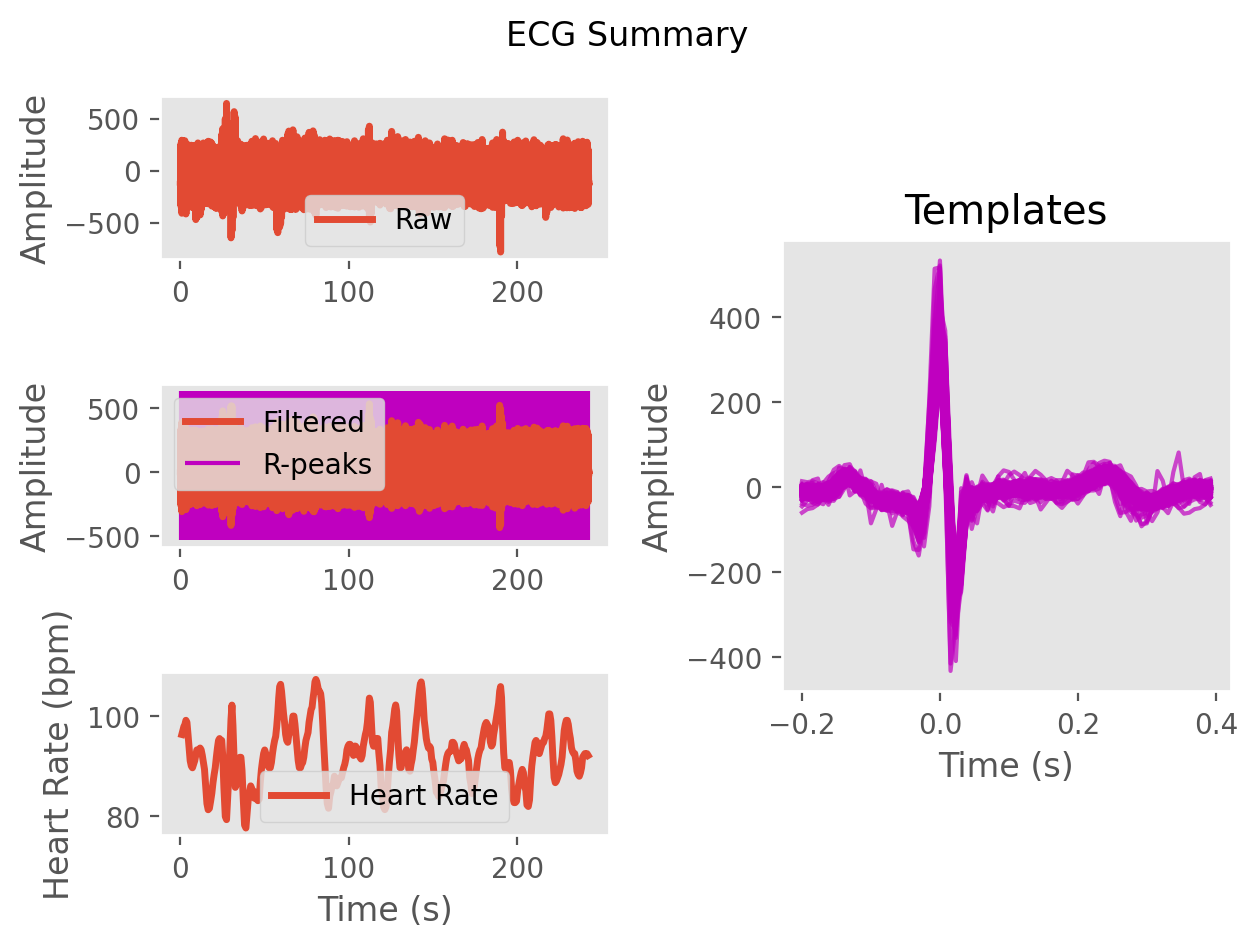 ECG Summary
Amplitude
500
0
−500
Raw
0 100 200
Amplitude
500
0
−500
Filtered
R-peaks
0 100 200
Heart Rate (bpm)
100
80
Heart Rate
0 100 200
Time (s)
Templates
Amplitude
400
200
0
−200
−400
−0.2 0.0 0.2 0.4
Time (s)